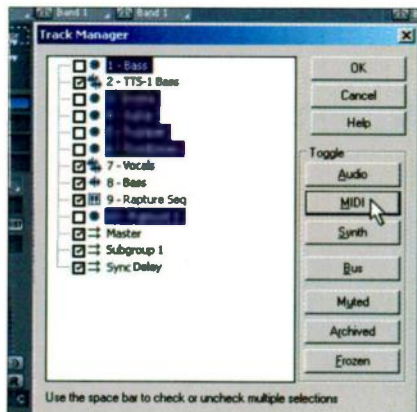 Band 1 Band 1
Track Manager
1 - Bass
2 - TTS-1 Bass
7 - Vocals
8 - Bass
9 - Rapture Seq
Master
Subgroup 1
Sync Delay
OK
Cancel
Help
Toggle
Audio
MIDI
Synth
Bus
Muted
Archived
Frozen
Use the space bar to check or uncheck multiple selections